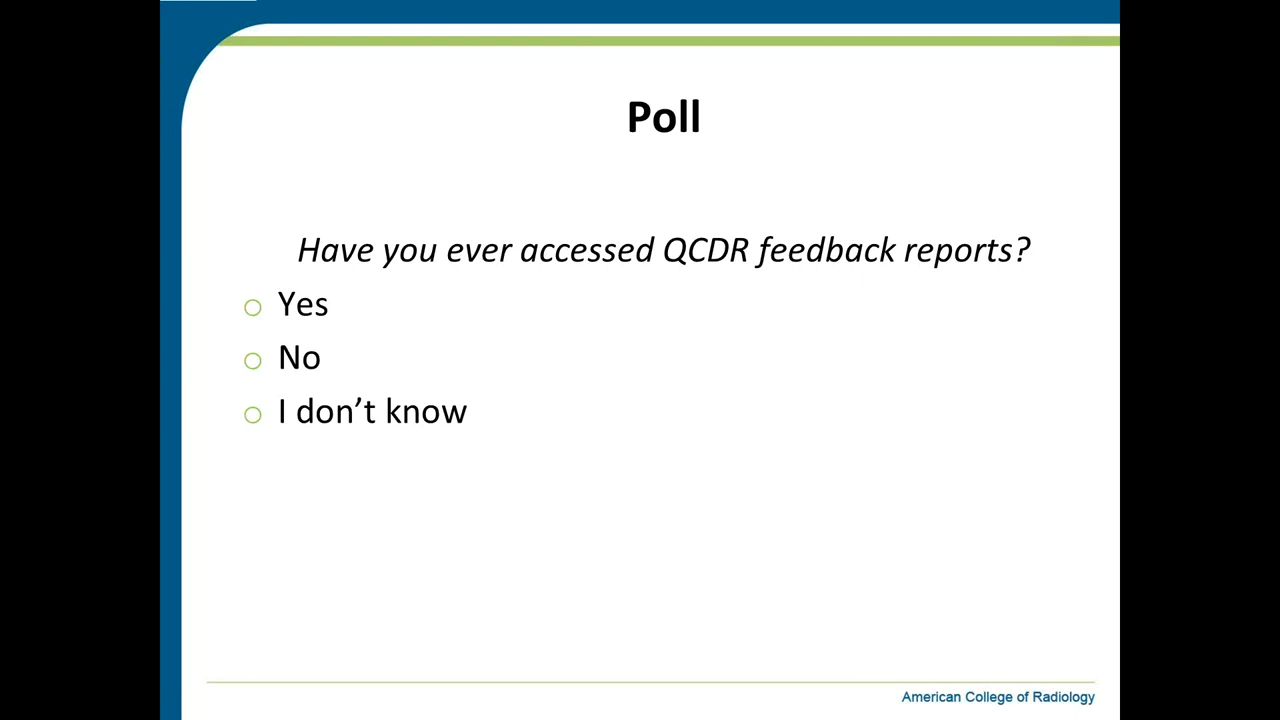 Poll
Have you ever accessed QCDR feedback reports?
Yes
No
I don’t know
American College of Radiology